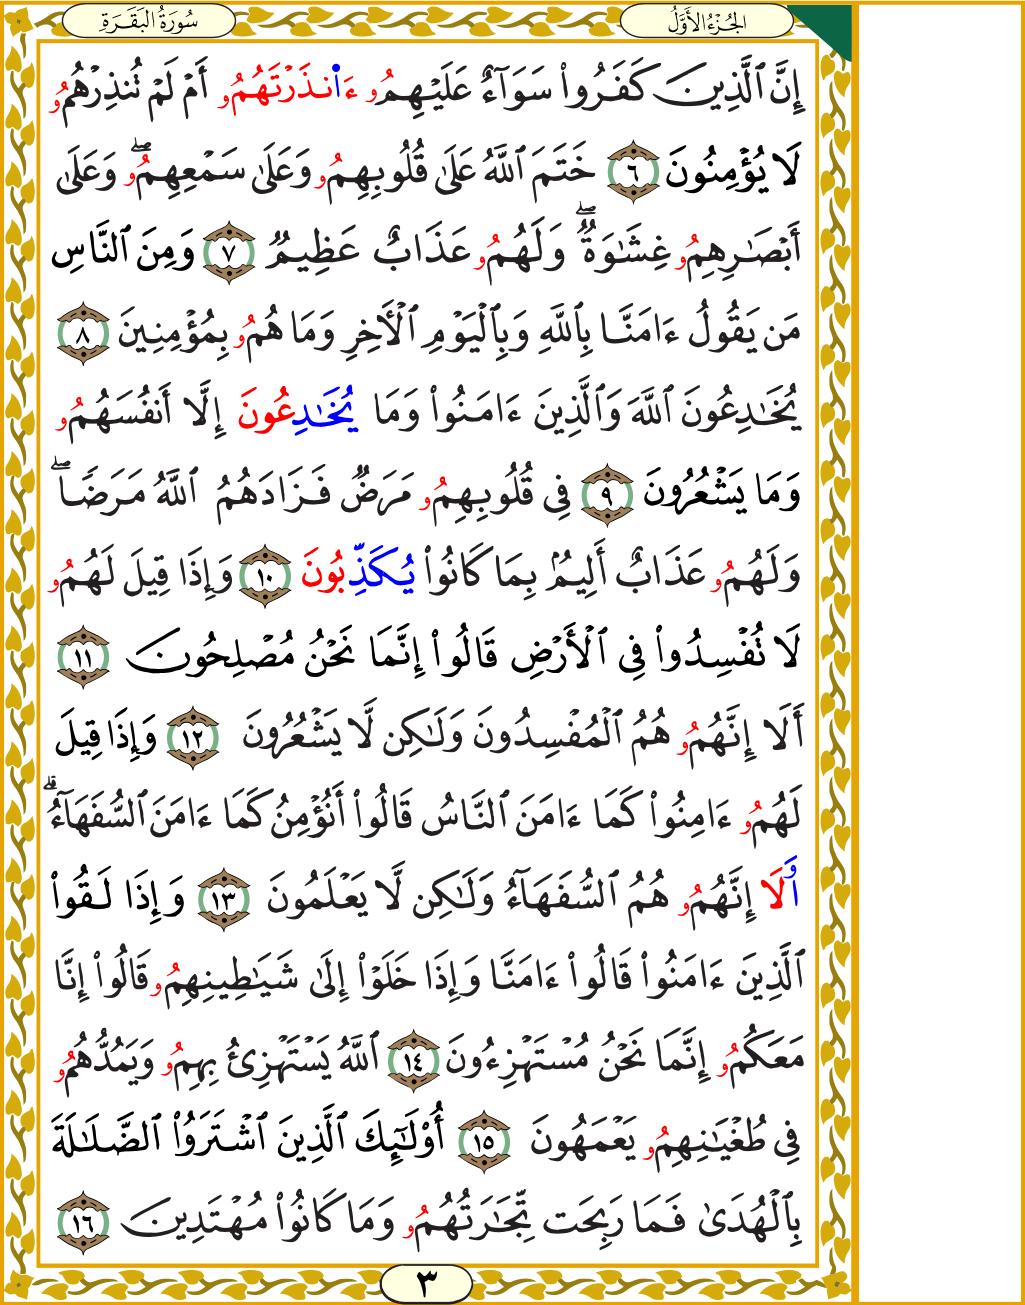 سُورَةُ البَقَرَةِ
الجُزْءُ الأَوَّلُ
إِنَّ ٱلَّذِينَ كَفَرُوا۟ سَوَآءٌ عَلَيْهِمُۥ ءَا۬نذَرْتَهُمُۥ أَمْ لَمْ تُنذِرْهُمُۥ
لَا يُؤْمِنُونَ ٦ خَتَمَ ٱللَّهُ عَلَىٰ قُلُوبِهِمُۥ وَعَلَىٰ سَمْعِهِمُۥۖ وَعَلَىٰ
أَبْصَٰرِهِمُۥ غِشَٰوَةٌۖ وَلَهُمُۥ عَذَابٌ عَظِيمٌ ٧ وَمِنَ ٱلنَّاسِ
مَن يَقُولُ ءَامَنَّا بِٱللَّهِ وَبِٱلْيَوْمِ ٱلْأَخِرِ وَمَا هُمُۥ بِمُؤْمِنِينَ ٨
يُخَٰدِعُونَ ٱللَّهَ وَٱلَّذِينَ ءَامَنُوا۟ وَمَا يُخَٰدِعُونَ إِلَّا أَنفُسَهُمُۥ
وَمَا يَشْعُرُونَ ٩ فِى قُلُوبِهِمُۥ مَرَضٌ فَزَادَهُمُ ٱللَّهُ مَرَضًاۖ
وَلَهُمُۥ عَذَابٌ أَلِيمٌۢ بِمَا كَانُوا۟ يُكَذِّبُونَ ١٠ وَإِذَا قِيلَ لَهُمُۥ
لَا تُفْسِدُوا۟ فِى ٱلْأَرْضِ قَالُوا۟ إِنَّمَا نَحْنُ مُصْلِحُونَ ١١
أَلَا إِنَّهُمُۥ هُمُ ٱلْمُفْسِدُونَ وَلَٰكِن لَّا يَشْعُرُونَ ١٢ وَإِذَا قِيلَ
لَهُمُۥ ءَامِنُوا۟ كَمَا ءَامَنَ ٱلنَّاسُ قَالُوا۟ أَنُؤْمِنُ كَمَا ءَامَنَ ٱلسُّفَهَآءُۗ
وَ۬لَا إِنَّهُمُۥ هُمُ ٱلسُّفَهَآءُ وَلَٰكِن لَّا يَعْلَمُونَ ١٣ وَإِذَا لَقُوا۟
ٱلَّذِينَ ءَامَنُوا۟ قَالُوا۟ ءَامَنَّا وَإِذَا خَلَوْا۟ إِلَىٰ شَيَٰطِينِهِمُۥ قَالُوا۟ إِنَّا
مَعَكُمُۥ إِنَّمَا نَحْنُ مُسْتَهْزِءُونَ ١٤ ٱللَّهُ يَسْتَهْزِئُ بِهِمُۥ وَيَمُدُّهُمُۥ
فِى طُغْيَٰنِهِمُۥ يَعْمَهُونَ ١٥ أُو۟لَٰٓئِكَ ٱلَّذِينَ ٱشْتَرَوُا۟ ٱلضَّلَٰلَةَ
بِٱلْهُدَىٰ فَمَا رَبِحَت تِّجَٰرَتُهُمُۥ وَمَا كَانُوا۟ مُهْتَدِينَ ١٦
٣